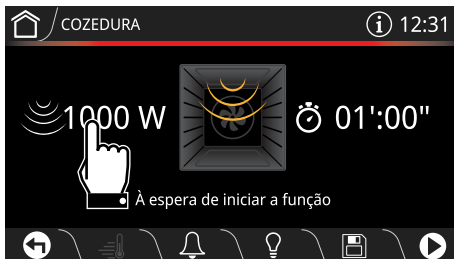 COZEDURA
i 12:31
1000 W
01':00"
À espera de iniciar a função